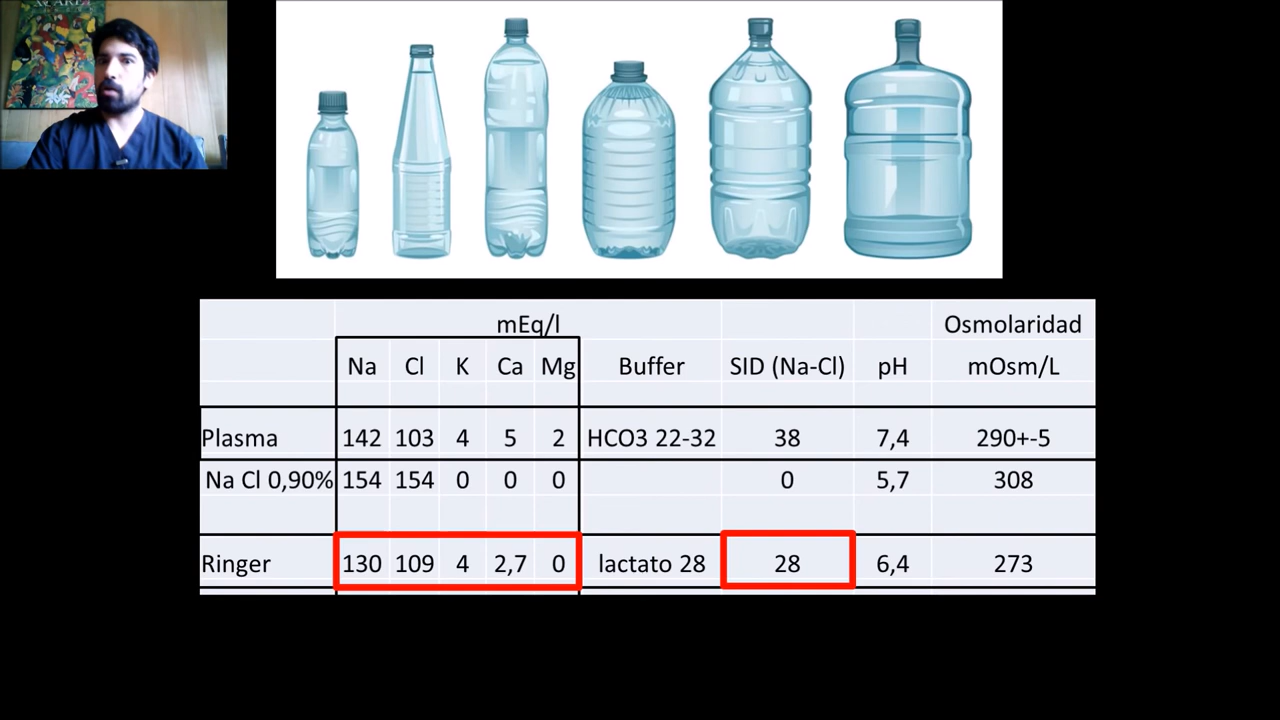 mEq/l Osmolaridad
Na Cl K Ca Mg Buffer SID (Na-Cl) pH mOsm/L
Plasma 142 103 4 5 2 HCO3 22-32 38 7,4 290+-5
Na Cl 0,90% 154 154 0 0 0 0 5,7 308
Ringer 130 109 4 2,7 0 lactato 28 28 6,4 273